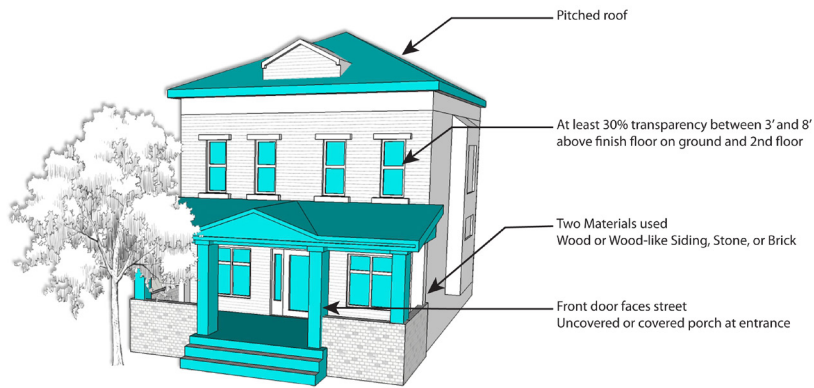 Pitched roof
At least 30% transparency between 3' and 8'
above finish floor on ground and 2nd floor
Two Materials used
Wood or Wood-like Siding, Stone, or Brick
Front door faces street
Uncovered or covered porch at entrance